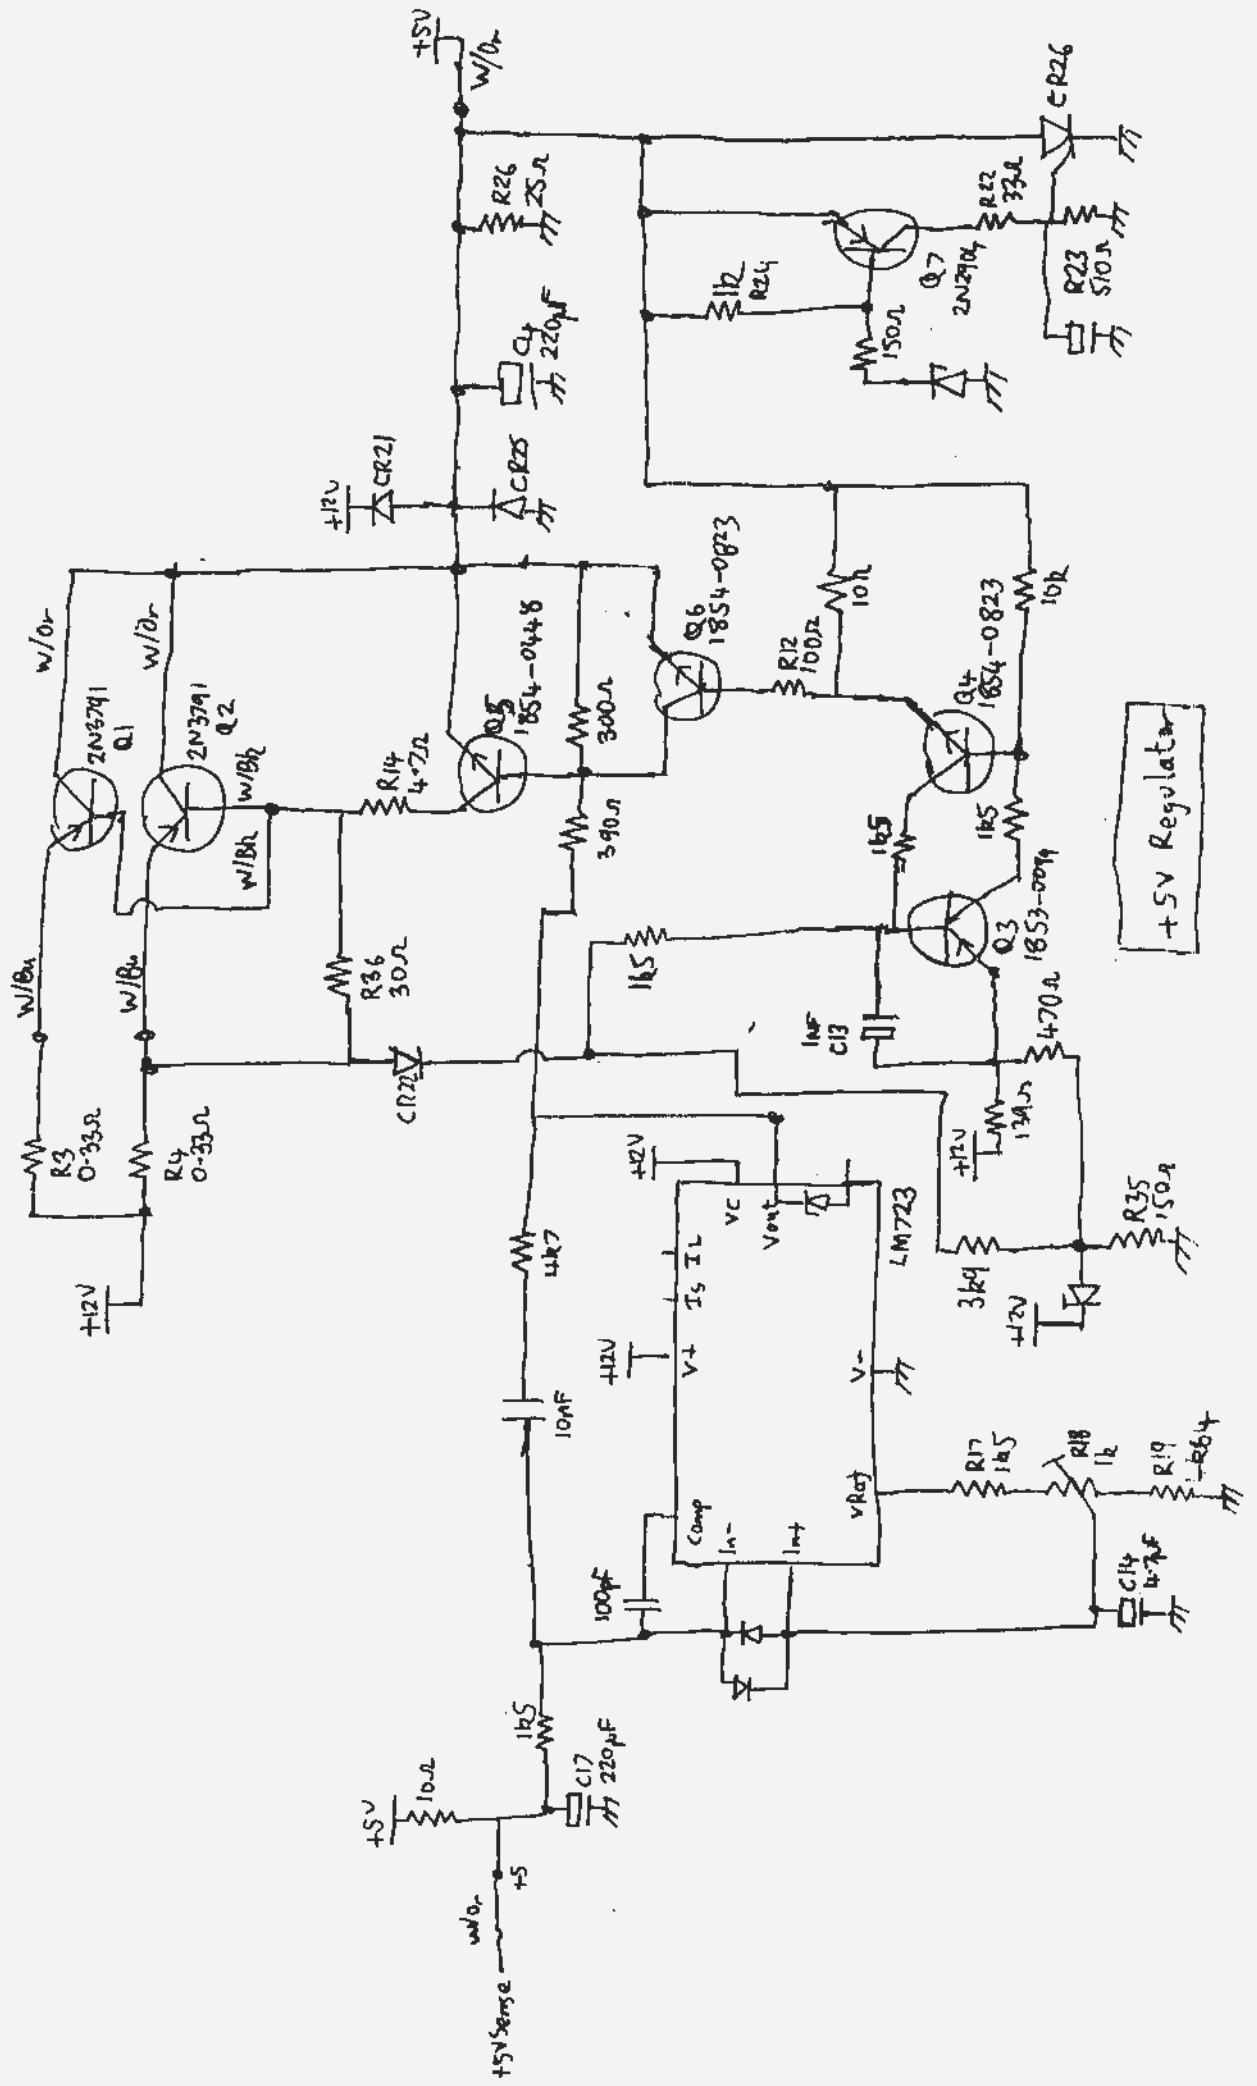 +5V Sense
W/Or
+S
+5V
10Ω
C17
220µF
1k5
100pF
10nF
4k7
Comp
In-
In+
V+
+12V
Is
IL
VC
+12V
Vout
V-
VRef
LM723
R17
1k5
R18
1k
R19
C14
4.7µF
+12V
R3
0.33Ω
R4
0.33Ω
W/Bu
W/Bu
2N3791
Q1
2N3791
Q2
W/Or
W/Or
W/Bk
W/Bk
R36
30Ω
CR22
R14
4.7Ω
Q5
1854-0448
390Ω
300Ω
Q6
1854-0823
R12
100Ω
10k
Q4
1854-0823
10k
1k5
1k5
1k5
Q3
1853-0099
1nF
C13
470Ω
+12V
3k9
R35
150Ω
+12V
+12V
CR21
CR25
C4
220µF
R26
25Ω
+5V
W/Or
1k
R24
150Ω
Q7
2N2904
R22
33Ω
R23
510Ω
CR26
+5V Regulator